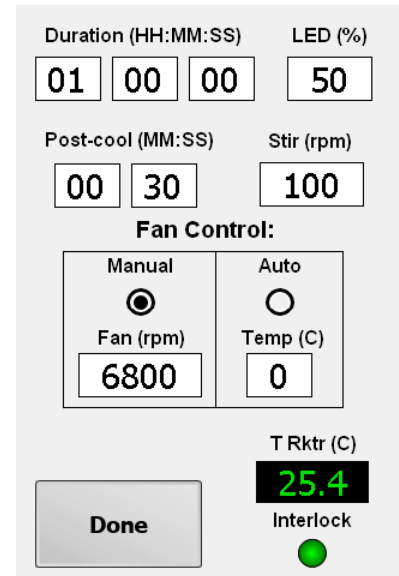 Duration (HH:MM:SS) LED (%)
01 00 00 50
Post-cool (MM:SS) Stir (rpm)
00 30 100
Fan Control:
Manual Auto
Fan (rpm) Temp (C)
6800 0
T Rktr (C)
25.4
Done Interlock